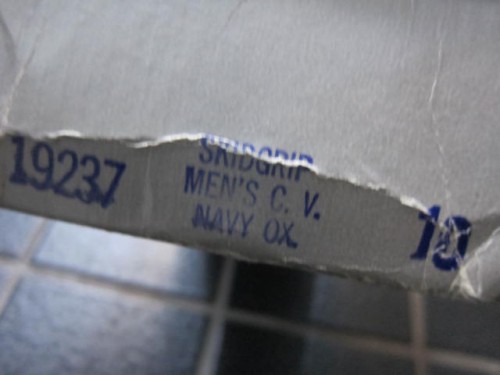 19237
SKIDGRIP
MEN'S C. V.
NAVY OX.
10